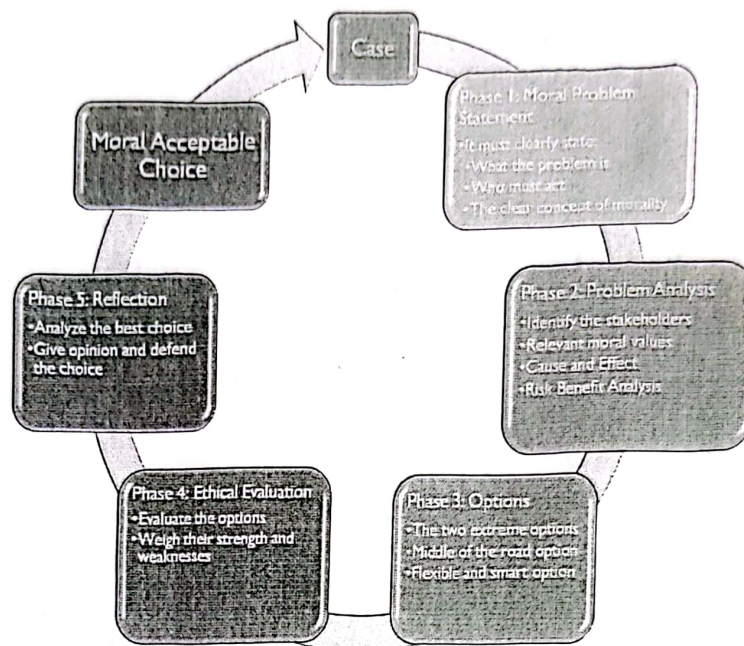 Case
Phase 1: Moral Problem
Statement
•It must clearly state:
•What the problem is
•Who must act
•The clear concept of morality
Phase 2: Problem Analysis
•Identify the stakeholders
•Relevant moral values
•Cause and Effect
•Risk Benefit Analysis
Phase 3: Options
•The two extreme options
•Middle of the road option
•Flexible and smart option
Phase 4: Ethical Evaluation
•Evaluate the options
•Weigh their strength and
weaknesses
Phase 5: Reflection
•Analyze the best choice
•Give opinion and defend
the choice
Moral Acceptable
Choice